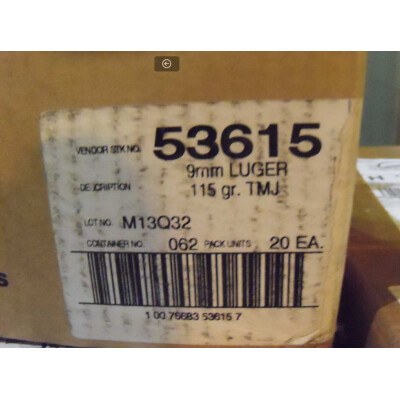 VENDOR STK NO. 53615
9mm LUGER
DESCRIPTION 115 gr. TMJ
LOT NO. M13Q32
CONTAINER NO. 062 PACK UNITS 20 EA.
1 00 76683 53615 7